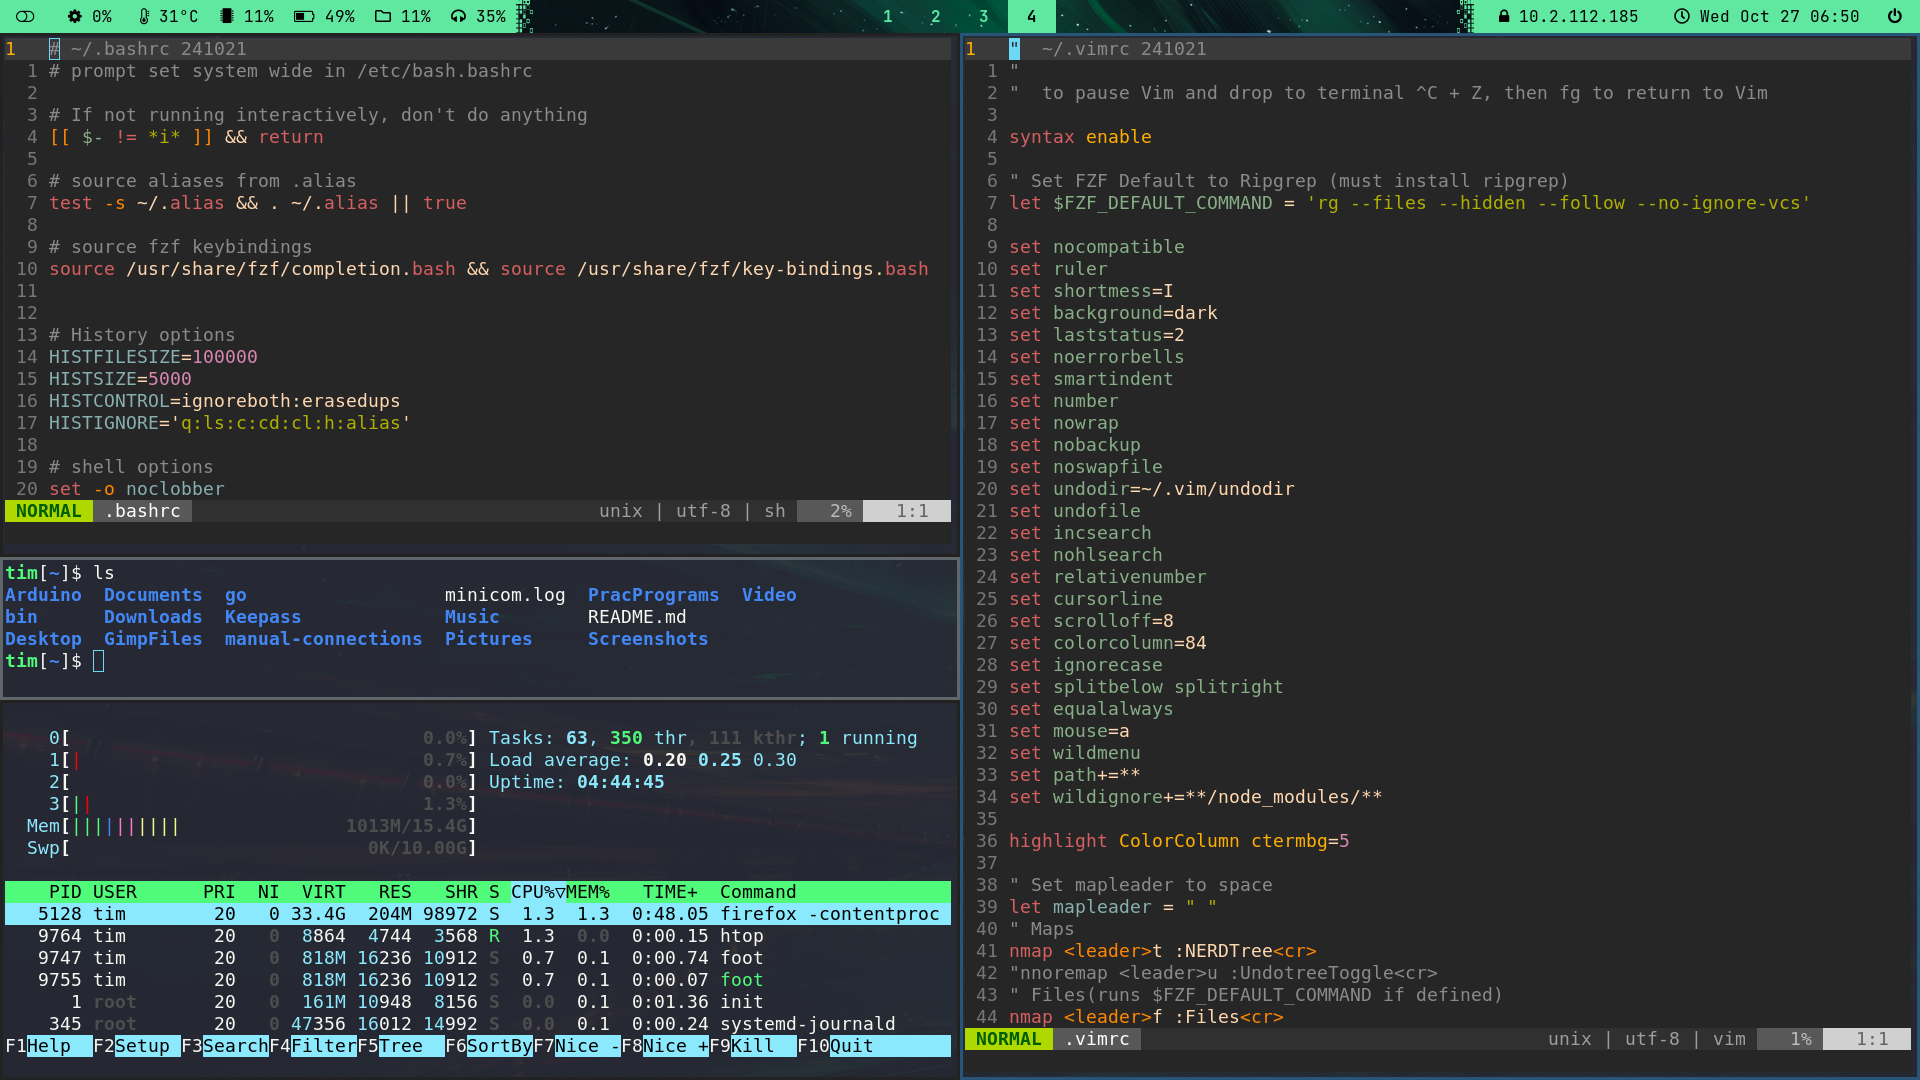 0% 31°C 11% 49% 11% 35% 1 2 3 4 10.2.112.185 Wed Oct 27 06:50
1 # ~/.bashrc 241021
1 # prompt set system wide in /etc/bash.bashrc
2
3 # If not running interactively, don't do anything
4 [[ $- != *i* ]] && return
5
6 # source aliases from .alias
7 test -s ~/.alias && . ~/.alias || true
8
9 # source fzf keybindings
10 source /usr/share/fzf/completion.bash && source /usr/share/fzf/key-bindings.bash
11
12
13 # History options
14 HISTFILESIZE=100000
15 HISTSIZE=5000
16 HISTCONTROL=ignoreboth:erasedups
17 HISTIGNORE='q:ls:c:cd:cl:h:alias'
18
19 # shell options
20 set -o noclobber
NORMAL .bashrc unix | utf-8 | sh 2% 1:1
tim[~]$ ls
Arduino Documents go minicom.log PracPrograms Video
bin Downloads Keepass Music README.md
Desktop GimpFiles manual-connections Pictures Screenshots
tim[~]$
0[ 0.0%] Tasks: 63, 350 thr, 111 kthr; 1 running
1[| 0.7%] Load average: 0.20 0.25 0.30
2[ 0.0%] Uptime: 04:44:45
3[|| 1.3%]
Mem[|||||||||| 1013M/15.4G]
Swp[ 0K/10.00G]
PID USER PRI NI VIRT RES SHR S CPU%▽MEM% TIME+ Command
5128 tim 20 0 33.4G 204M 98972 S 1.3 1.3 0:48.05 firefox -contentproc
9764 tim 20 0 8864 4744 3568 R 1.3 0.0 0:00.15 htop
9747 tim 20 0 818M 16236 10912 S 0.7 0.1 0:00.74 foot
9755 tim 20 0 818M 16236 10912 S 0.7 0.1 0:00.07 foot
1 root 20 0 161M 10948 8156 S 0.0 0.1 0:01.36 init
345 root 20 0 47356 16012 14992 S 0.0 0.1 0:00.24 systemd-journald
F1Help F2Setup F3SearchF4FilterF5Tree F6SortByF7Nice -F8Nice +F9Kill F10Quit
1 " ~/.vimrc 241021
1 "
2 " to pause Vim and drop to terminal ^C + Z, then fg to return to Vim
3
4 syntax enable
5
6 " Set FZF Default to Ripgrep (must install ripgrep)
7 let $FZF_DEFAULT_COMMAND = 'rg --files --hidden --follow --no-ignore-vcs'
8
9 set nocompatible
10 set ruler
11 set shortmess=I
12 set background=dark
13 set laststatus=2
14 set noerrorbells
15 set smartindent
16 set number
17 set nowrap
18 set nobackup
19 set noswapfile
20 set undodir=~/.vim/undodir
21 set undofile
22 set incsearch
23 set nohlsearch
24 set relativenumber
25 set cursorline
26 set scrolloff=8
27 set colorcolumn=84
28 set ignorecase
29 set splitbelow splitright
30 set equalalways
31 set mouse=a
32 set wildmenu
33 set path+=**
34 set wildignore+=**/node_modules/**
35
36 highlight ColorColumn ctermbg=5
37
38 " Set mapleader to space
39 let mapleader = " "
40 " Maps
41 nmap <leader>t :NERDTree<cr>
42 "nnoremap <leader>u :UndotreeToggle<cr>
43 " Files(runs $FZF_DEFAULT_COMMAND if defined)
44 nmap <leader>f :Files<cr>
NORMAL .vimrc unix | utf-8 | vim 1% 1:1